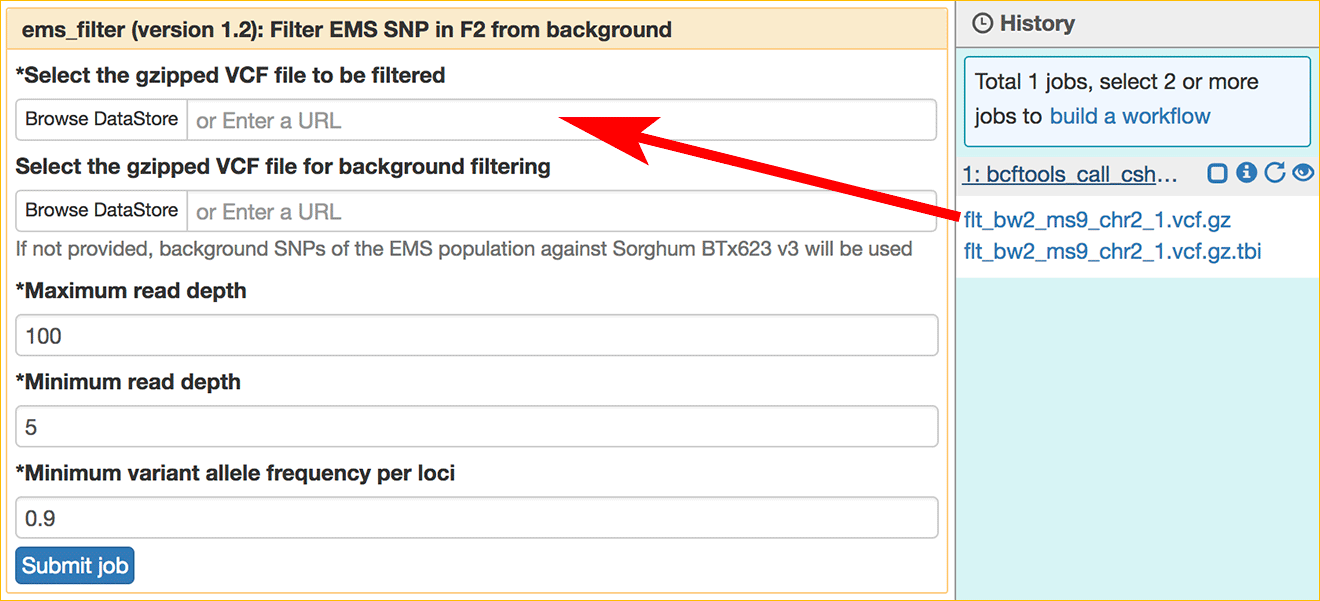 ems_filter (version 1.2): Filter EMS SNP in F2 from background
*Select the gzipped VCF file to be filtered
Browse DataStore or Enter a URL
Select the gzipped VCF file for background filtering
Browse DataStore or Enter a URL
If not provided, background SNPs of the EMS population against Sorghum BTx623 v3 will be used
*Maximum read depth
100
*Minimum read depth
5
*Minimum variant allele frequency per loci
0.9
Submit job
History
Total 1 jobs, select 2 or more
jobs to build a workflow
1: bcftools_call_csh...
flt_bw2_ms9_chr2_1.vcf.gz
flt_bw2_ms9_chr2_1.vcf.gz.tbi